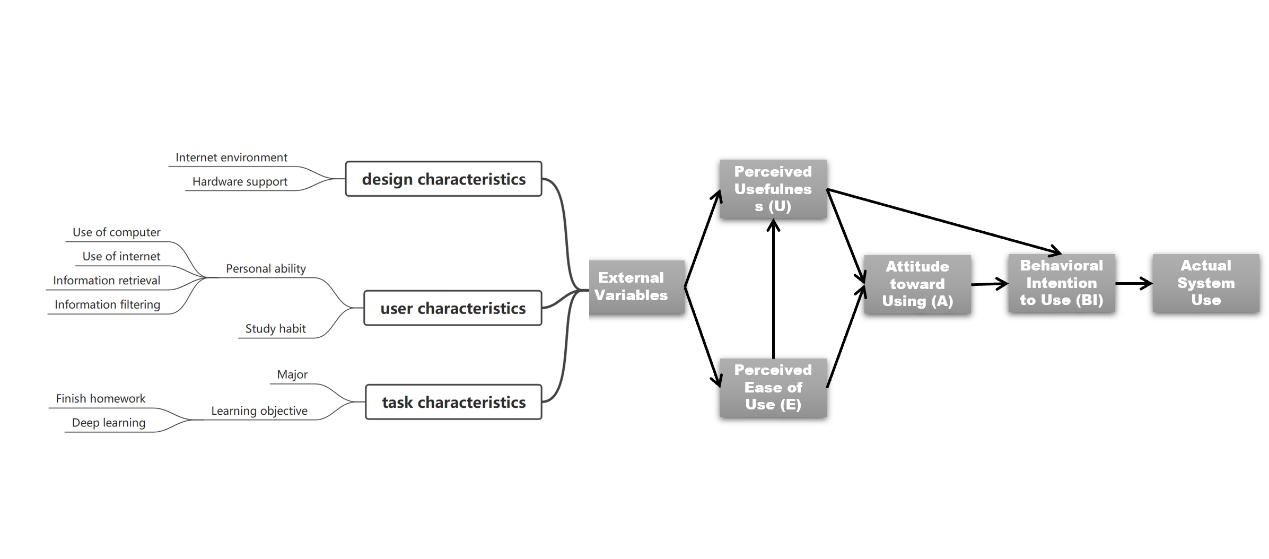 Internet environment
Hardware support
design characteristics
Use of computer
Use of internet
Information retrieval
Information filtering
Personal ability
Study habit
user characteristics
Major
Finish homework
Deep learning
Learning objective
task characteristics
External
Variables
Perceived
Usefulnes
s (U)
Perceived
Ease of
Use (E)
Attitude
toward
Using (A)
Behavioral
Intention
to Use (BI)
Actual
System
Use